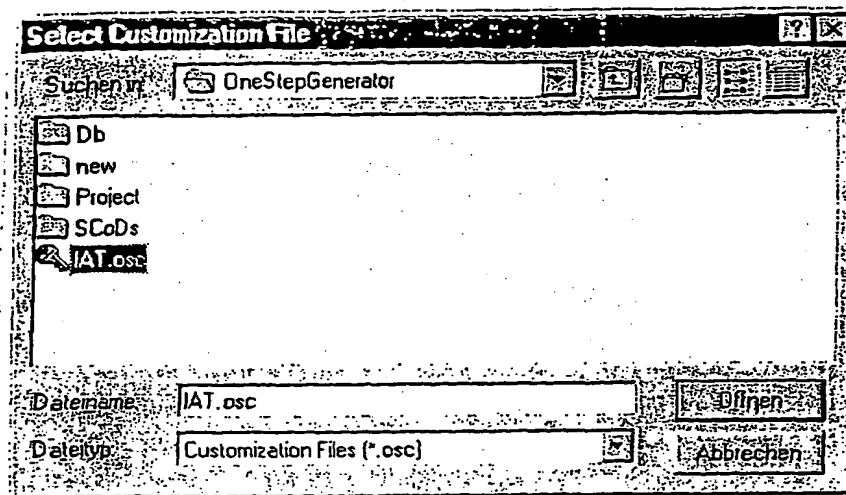 Select Customization File
Suchen in: OneStepGenerator
Db
new
Project
SCoDs
IAT.osc
Dateiname: IAT.osc Öffnen
Dateityp: Customization Files (*.osc) Abbrechen